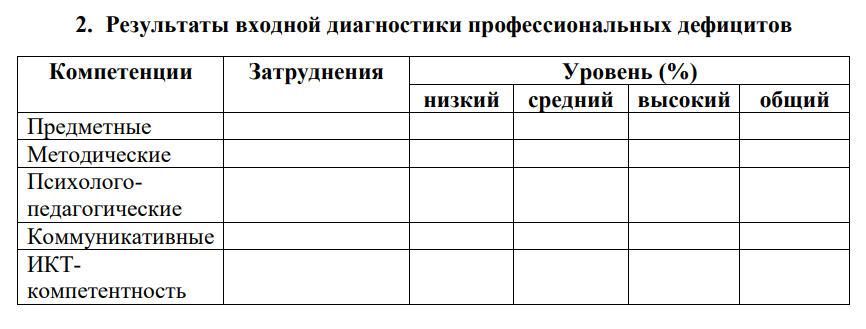 2. Результаты входной диагностики профессиональных дефицитов
Компетенции Затруднения Уровень (%)
низкий средний высокий общий
Предметные
Методические
Психолого-
педагогические
Коммуникативные
ИКТ-
компетентность